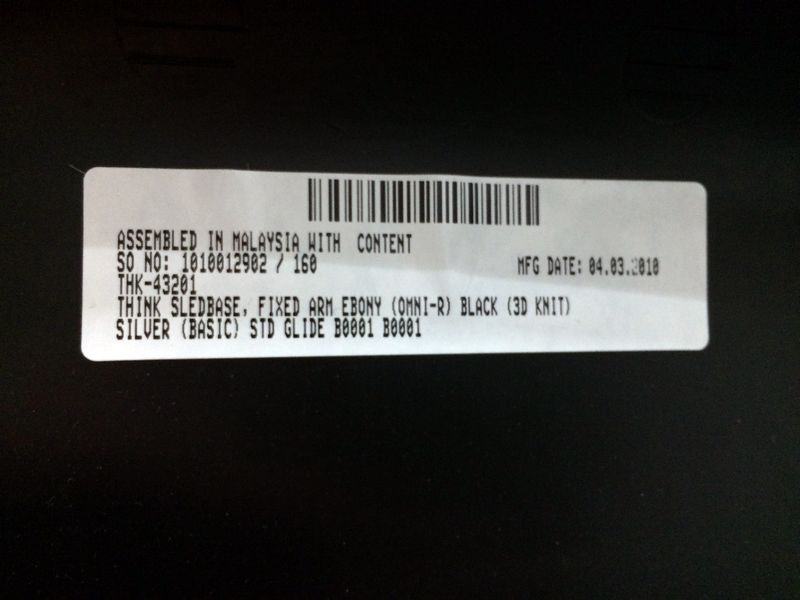 ASSEMBLED IN MALAYSIA WITH CONTENT
SO NO: 1010012902 / 160 MFG DATE: 04.03.2010
THK-43201
THINK SLEDBASE, FIXED ARM EBONY (OMNI-R) BLACK (3D KNIT)
SILVER (BASIC) STD GLIDE B0001 B0001